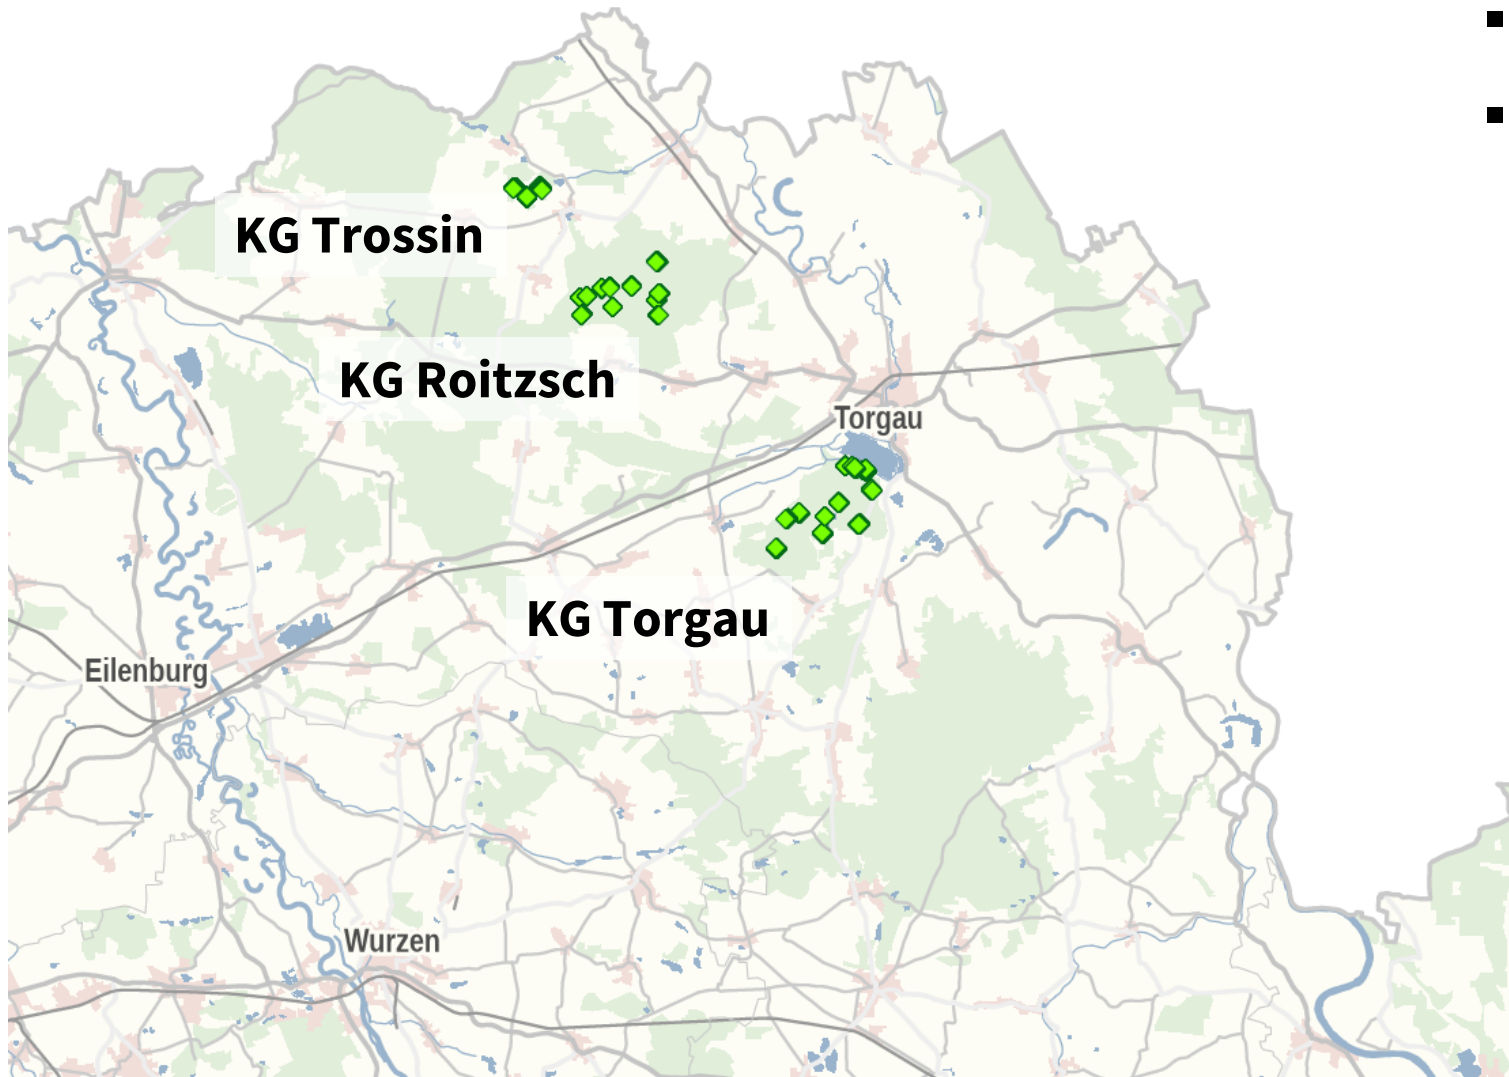 KG Trossin
KG Roitzsch
Torgau
KG Torgau
Eilenburg
Wurzen